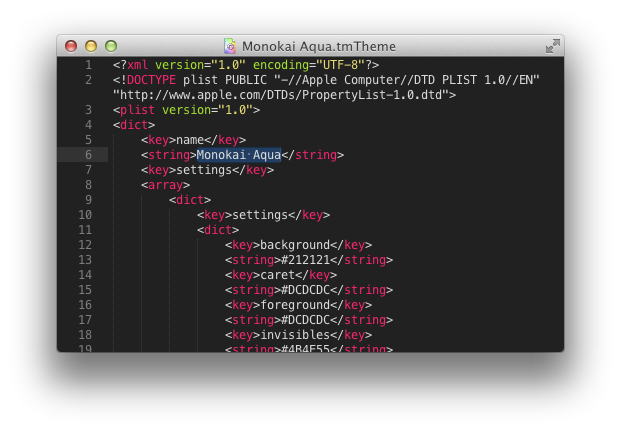 Monokai Aqua.tmTheme
1 <?xml version="1.0" encoding="UTF-8"?>
2 <!DOCTYPE plist PUBLIC "-//Apple Computer//DTD PLIST 1.0//EN"
"http://www.apple.com/DTDs/PropertyList-1.0.dtd">
3 <plist version="1.0">
4 <dict>
5 <key>name</key>
6 <string>Monokai·Aqua</string>
7 <key>settings</key>
8 <array>
9 <dict>
10 <key>settings</key>
11 <dict>
12 <key>background</key>
13 <string>#212121</string>
14 <key>caret</key>
15 <string>#DCDCDC</string>
16 <key>foreground</key>
17 <string>#DCDCDC</string>
18 <key>invisibles</key>
19 <string>#4B4E55</string>